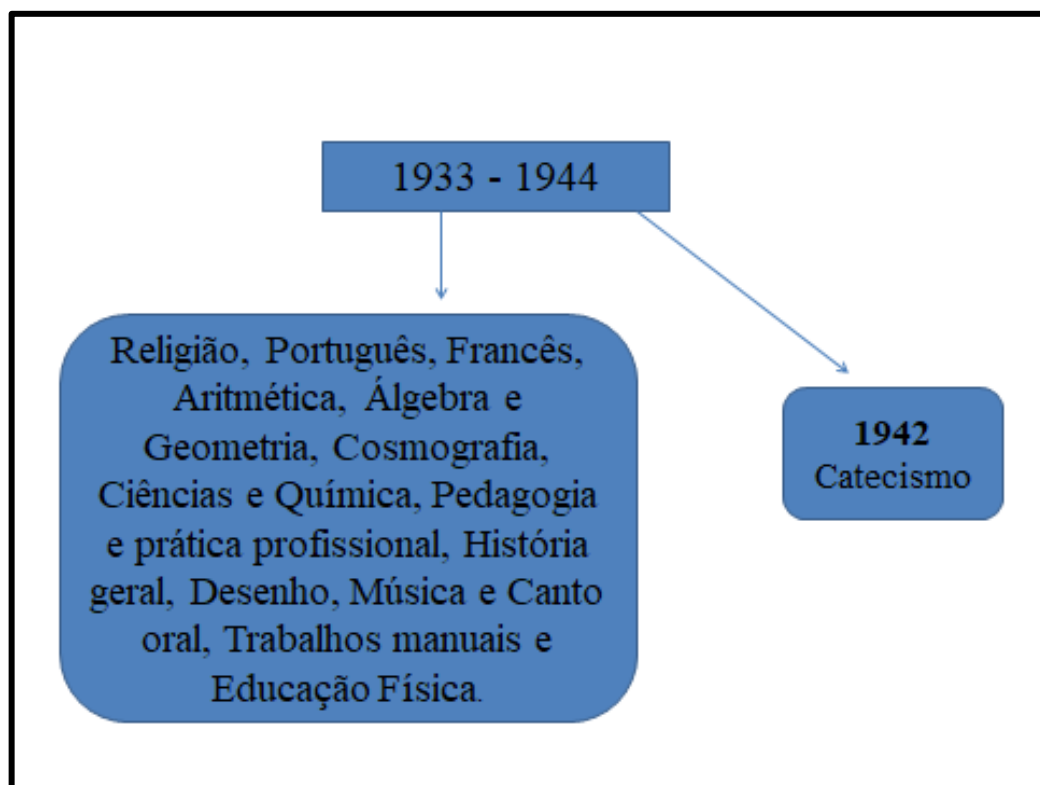 1933 - 1944
Religião, Português, Francês,
Aritmética, Álgebra e
Geometria, Cosmografia,
Ciências e Química, Pedagogia
e prática profissional, História
geral, Desenho, Música e Canto
oral, Trabalhos manuais e
Educação Física.
1942
Catecismo